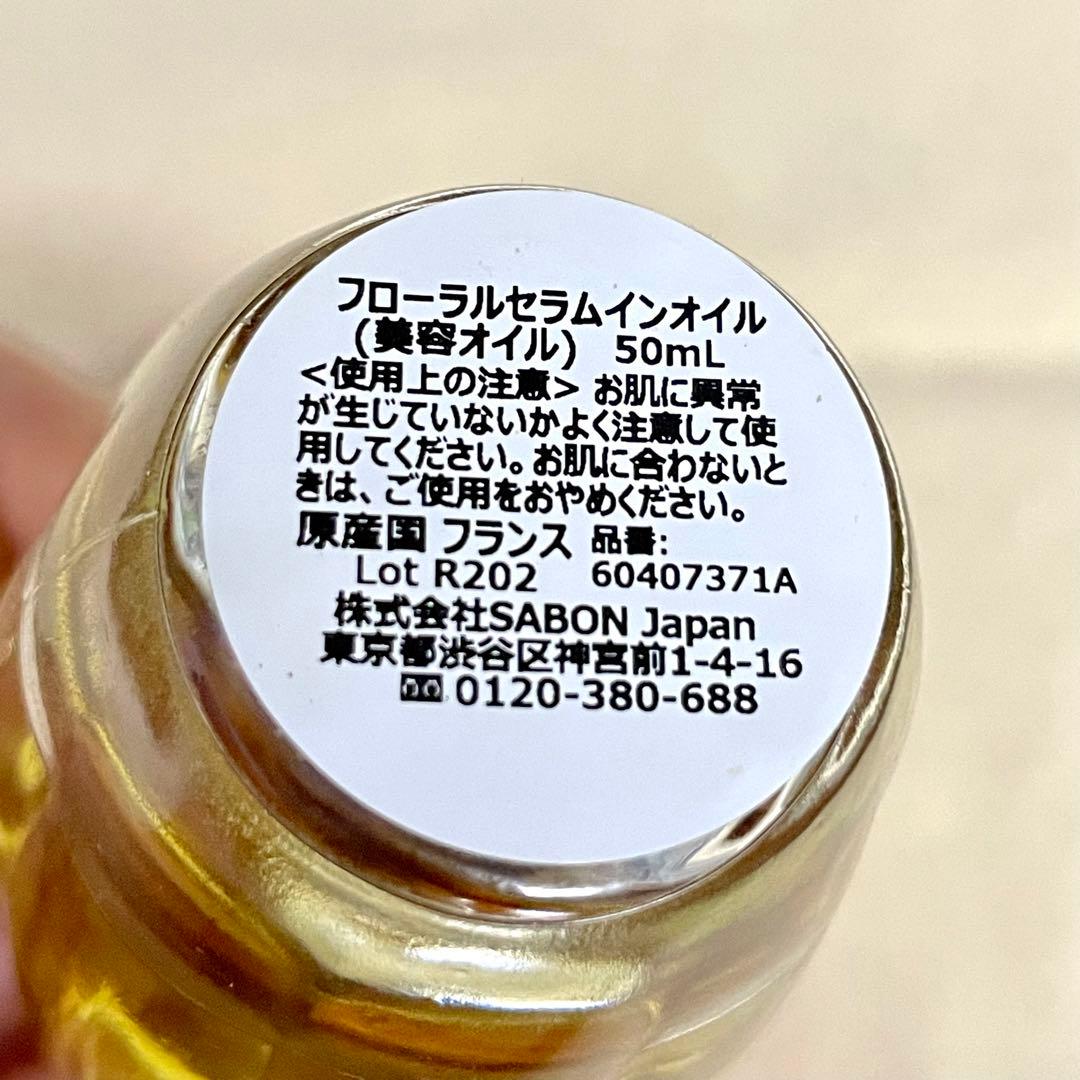 フローラルセラムインオイル
(美容オイル) 50mL
<使用上の注意> お肌に異常
が生じていないかよく注意して使
用してください。お肌に合わないと
きは、ご使用をおやめください。
原産国 フランス 品番:
Lot R202 60407371A
株式会社SABON Japan
東京都渋谷区神宮前1-4-16
0120-380-688